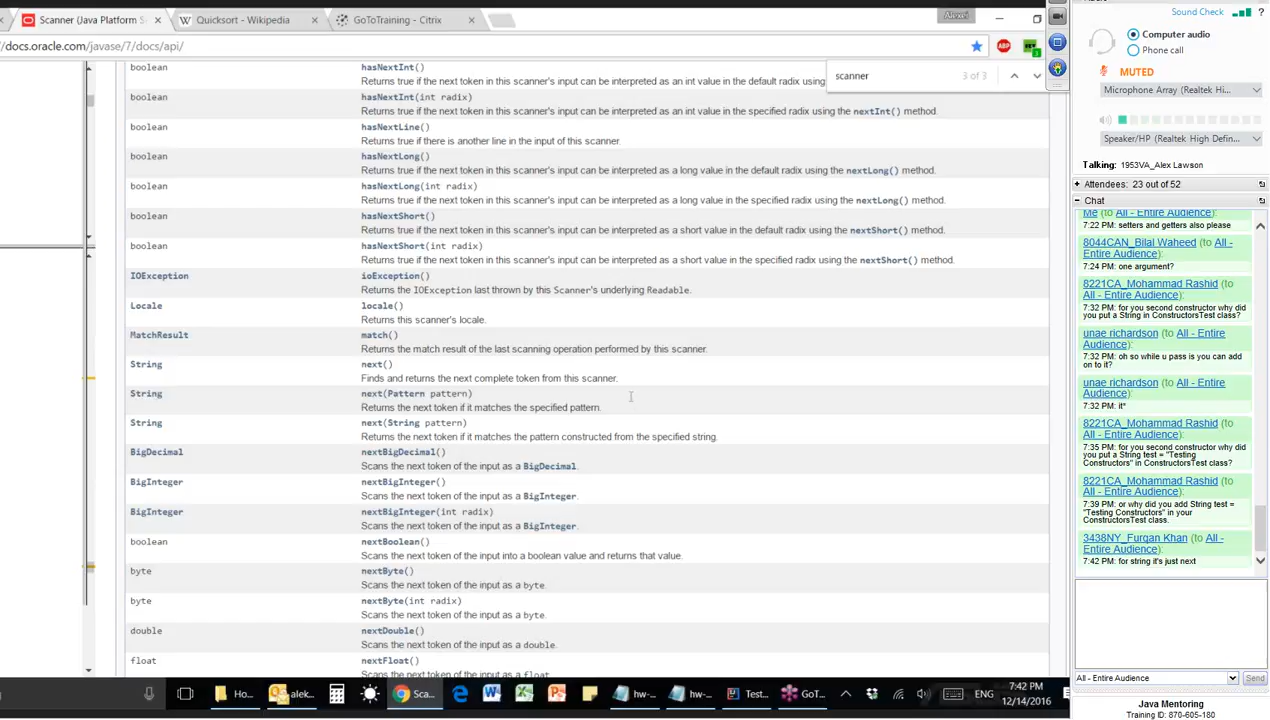 Scanner (Java Platform S
Quicksort - Wikipedia
GoToTraining - Citrix
Alexei
/docs.oracle.com/javase/7/docs/api/
ABP
scanner
3 of 3
boolean
hasNextInt()
Returns true if the next token in this scanner's input can be interpreted as an int value in the default radix using
boolean
hasNextInt(int radix)
Returns true if the next token in this scanner's input can be interpreted as an int value in the specified radix using the nextInt() method.
boolean
hasNextLine()
Returns true if there is another line in the input of this scanner.
boolean
hasNextLong()
Returns true if the next token in this scanner's input can be interpreted as a long value in the default radix using the nextLong() method.
boolean
hasNextLong(int radix)
Returns true if the next token in this scanner's input can be interpreted as a long value in the specified radix using the nextLong() method.
boolean
hasNextShort()
Returns true if the next token in this scanner's input can be interpreted as a short value in the default radix using the nextShort() method.
boolean
hasNextShort(int radix)
Returns true if the next token in this scanner's input can be interpreted as a short value in the specified radix using the nextShort() method.
IOException
ioException()
Returns the IOException last thrown by this Scanner's underlying Readable.
Locale
locale()
Returns this scanner's locale.
MatchResult
match()
Returns the match result of the last scanning operation performed by this scanner.
String
next()
Finds and returns the next complete token from this scanner.
String
next(Pattern pattern)
Returns the next token if it matches the specified pattern.
String
next(String pattern)
Returns the next token if it matches the pattern constructed from the specified string.
BigDecimal
nextBigDecimal()
Scans the next token of the input as a BigDecimal.
BigInteger
nextBigInteger()
Scans the next token of the input as a BigInteger.
BigInteger
nextBigInteger(int radix)
Scans the next token of the input as a BigInteger.
boolean
nextBoolean()
Scans the next token of the input into a boolean value and returns that value.
byte
nextByte()
Scans the next token of the input as a byte.
byte
nextByte(int radix)
Scans the next token of the input as a byte.
double
nextDouble()
Scans the next token of the input as a double.
float
nextFloat()
Scans the next token of the input as a float.
Sound Check
?
Computer audio
Phone call
MUTED
Microphone Array (Realtek Hi...
Speaker/HP (Realtek High Defin...
Talking: 1953VA_Alex Lawson
Attendees: 23 out of 52
Chat
Me (to All - Entire Audience):
7:22 PM: setters and getters also please
8044CAN_Bilal Waheed (to All -
Entire Audience):
7:24 PM: one argument?
8221CA_Mohammad Rashid (to
All - Entire Audience):
7:32 PM: for you second constructor why did
you put a String in ConstructorsTest class?
unae richardson (to All - Entire
Audience):
7:32 PM: oh so while u pass is you can add
on to it?
unae richardson (to All - Entire
Audience):
7:32 PM: it*
8221CA_Mohammad Rashid (to
All - Entire Audience):
7:35 PM: for you second constructor why did
you put a String test = "Testing
Constructors" in ConstructorsTest class?
8221CA_Mohammad Rashid (to
All - Entire Audience):
7:39 PM: or why did you add String test =
"Testing Constructors" in your
ConstructorsTest class.
3438NY_Furqan Khan (to All -
Entire Audience):
7:42 PM: for string it's just next
All - Entire Audience
Send
Java Mentoring
Training ID: 870-605-180
Ho...
alek...
Sca...
hw-...
hw-...
Test...
GoT...
ENG
7:42 PM
12/14/2016